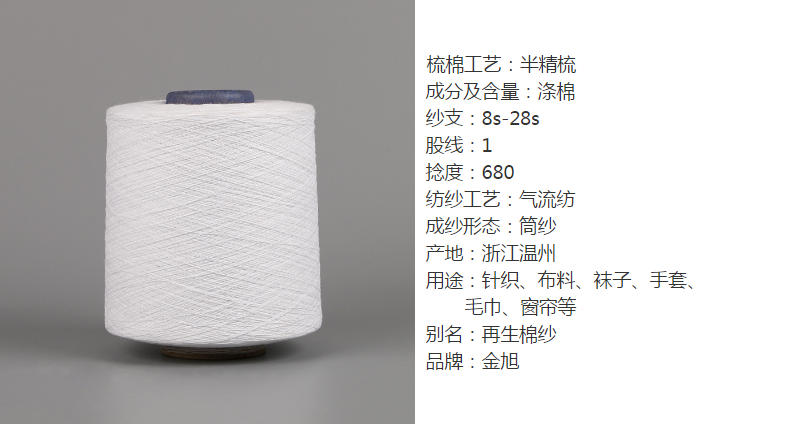 梳棉工艺：半精梳
成分及含量：涤棉
纱支：8s-28s
股线：1
捻度：680
纺纱工艺：气流纺
成纱形态：筒纱
产地：浙江温州
用途：针织、布料、袜子、手套、
毛巾、窗帘等
别名：再生棉纱
品牌：金旭